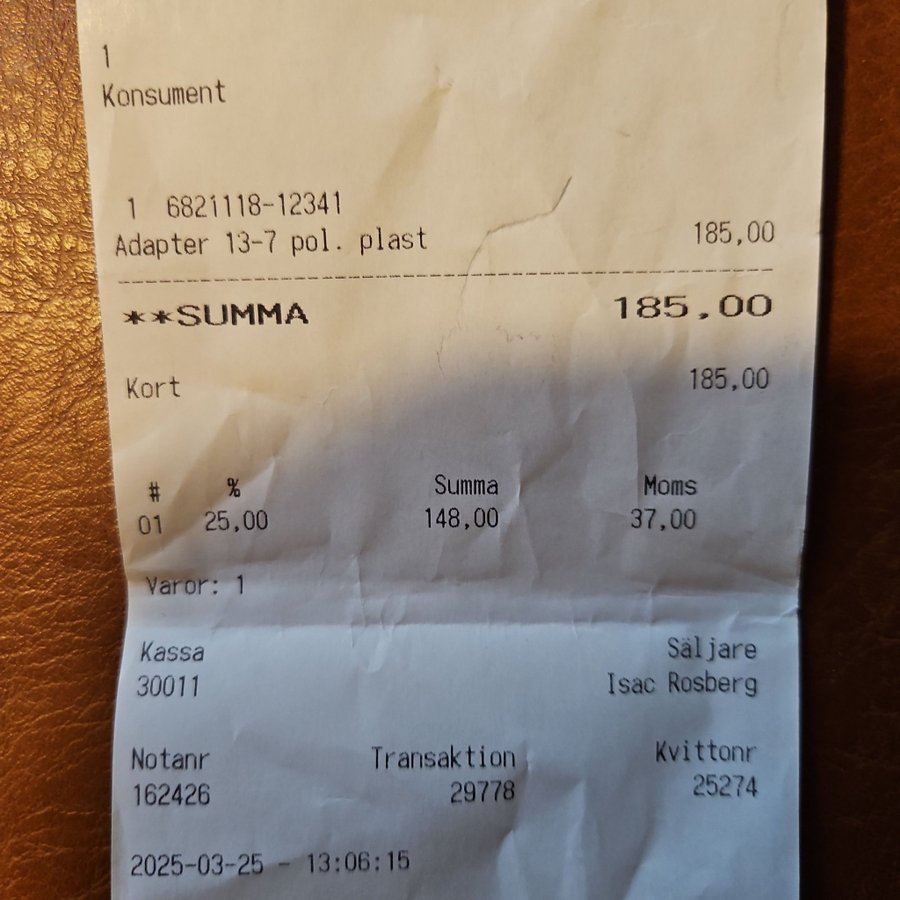 1
Konsument
1 6821118-12341
Adapter 13-7 pol. plast 185,00
**SUMMA 185,00
Kort 185,00
# % Summa Moms
01 25,00 148,00 37,00
Varor: 1
Kassa Säljare
30011 Isac Rosberg
Notanr Transaktion Kvittonr
162426 29778 25274
2025-03-25 - 13:06:15